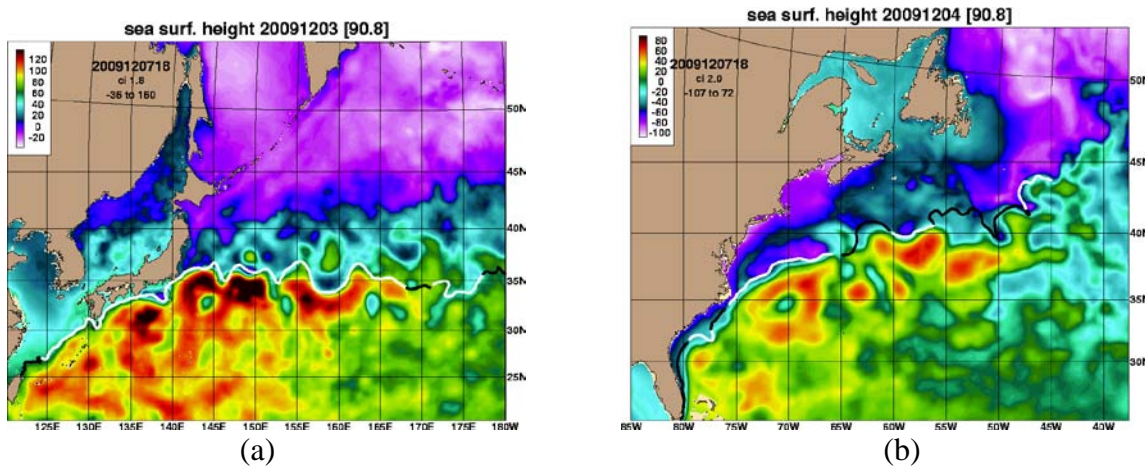 sea surf. height 20091203 [90.8]
120
100
80
60
40
20
0
-20
2009120718
ci 1.8
-36 to 160
50N
45N
40N
35N
30N
25N
125E 130E 135E 140E 145E 150E 155E 160E 165E 170E 175E 180W
(a)
sea surf. height 20091204 [90.8]
80
60
40
20
0
-20
-40
-60
-80
-100
2009120718
ci 2.0
-107 to 72
50N
45N
40N
35N
30N
85W 80W 75W 70W 65W 60W 55W 50W 45W 40W
(b)